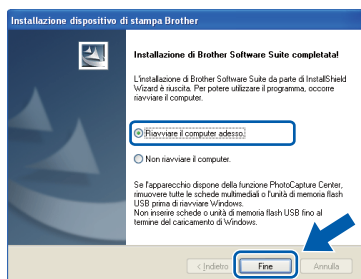 Installazione dispositivo di stampa Brother
Installazione di Brother Software Suite completata!
L'installazione di Brother Software Suite da parte di InstallShield
Wizard è riuscita. Per potere utilizzare il programma, occorre
riavviare il computer.
Riavviare il computer adesso.
Non riavviare il computer.
Se l'apparecchio dispone della funzione PhotoCapture Center,
rimuovere tutte le schede multimediali o l'unità di memoria flash
USB prima di riavviare Windows.
Non inserire schede o unità di memoria flash USB fino al
termine del caricamento di Windows.
< Indietro Fine Annulla